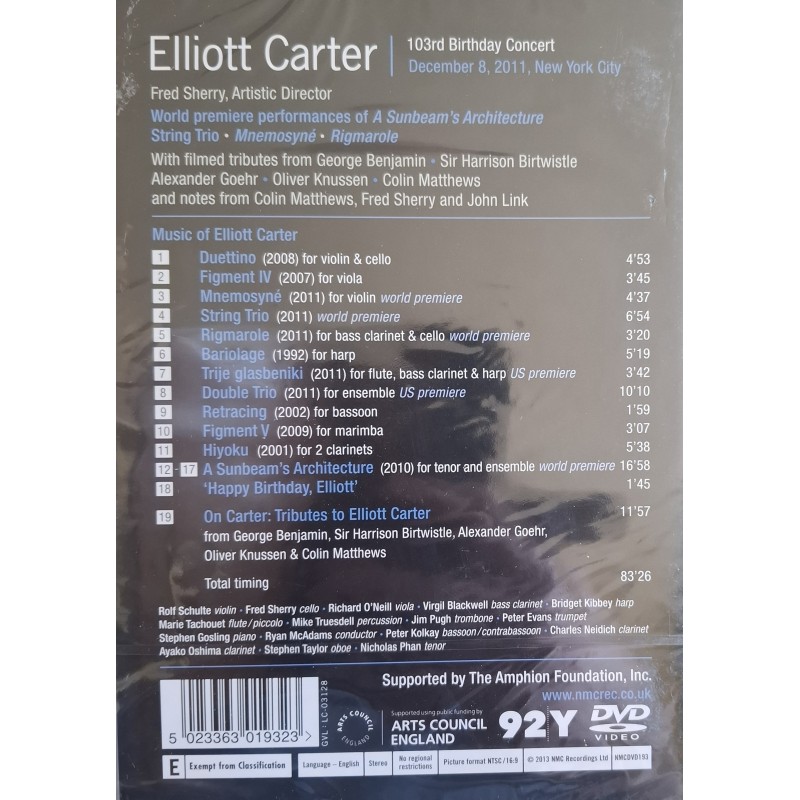 Elliott Carter
103rd Birthday Concert
December 8, 2011, New York City
Fred Sherry, Artistic Director
World premiere performances of A Sunbeam's Architecture
String Trio • Mnemosyné • Rigmarole
With filmed tributes from George Benjamin • Sir Harrison Birtwistle
Alexander Goehr • Oliver Knussen • Colin Matthews
and notes from Colin Matthews, Fred Sherry and John Link
Music of Elliott Carter
1 Duettino (2008) for violin & cello 4'53
2 Figment IV (2007) for viola 3'45
3 Mnemosyné (2011) for violin world premiere 4'37
4 String Trio (2011) world premiere 6'54
5 Rigmarole (2011) for bass clarinet & cello world premiere 3'20
6 Bariolage (1992) for harp 5'19
7 Trije glasbeniki (2011) for flute, bass clarinet & harp US premiere 3'42
8 Double Trio (2011) for ensemble US premiere 10'10
9 Retracing (2002) for bassoon 1'59
10 Figment V (2009) for marimba 3'07
11 Hiyoku (2001) for 2 clarinets 5'38
12-17 A Sunbeam's Architecture (2010) for tenor and ensemble world premiere 16'58
18 'Happy Birthday, Elliott' 1'45
19 On Carter: Tributes to Elliott Carter 11'57
from George Benjamin, Sir Harrison Birtwistle, Alexander Goehr,
Oliver Knussen & Colin Matthews
Total timing 83'26
Rolf Schulte violin • Fred Sherry cello • Richard O'Neill viola • Virgil Blackwell bass clarinet • Bridget Kibbey harp
Marie Tachouet flute/piccolo • Mike Truesdell percussion • Jim Pugh trombone • Peter Evans trumpet
Stephen Gosling piano • Ryan McAdams conductor • Peter Kolkay bassoon/contrabassoon • Charles Neidich clarinet
Ayako Oshima clarinet • Stephen Taylor oboe • Nicholas Phan tenor
Supported by The Amphion Foundation, Inc.
www.nmcrec.co.uk
5 023363 019323 >
GVL · LC-03128
ARTS COUNCIL
ENGLAND
Supported using public funding by
ARTS COUNCIL
ENGLAND
92Y
DVD
VIDEO
E Exempt from Classification
Language – English
Stereo
No regional
restrictions
Picture format NTSC / 16:9
© 2013 NMC Recordings Ltd
NMCDVD193